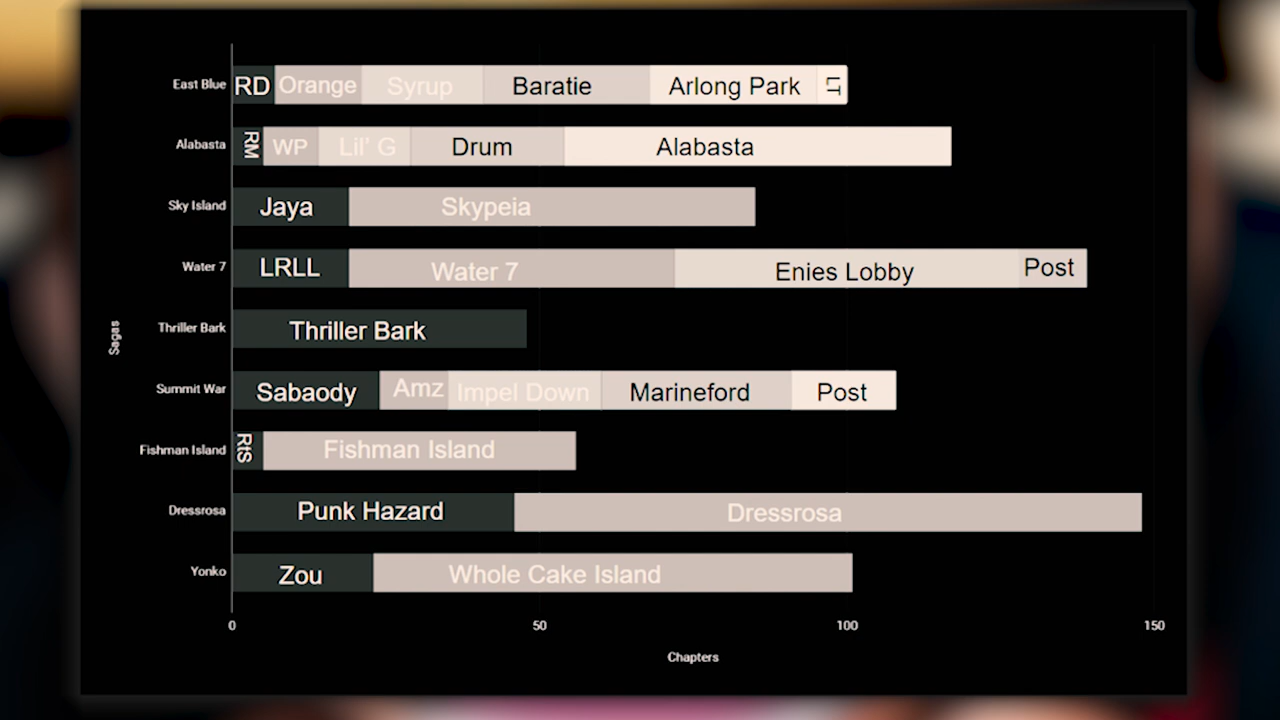 East Blue RD Orange Syrup Baratie Arlong Park LT
Alabasta RM WP Lil' G Drum Alabasta
Sky Island Jaya Skypeia
Water 7 LRLL Water 7 Enies Lobby Post
Thriller Bark Thriller Bark
Summit War Sabaody Amz Impel Down Marineford Post
Fishman Island RtS Fishman Island
Dressrosa Punk Hazard Dressrosa
Yonko Zou Whole Cake Island
Sagas
0 50 100 150
Chapters